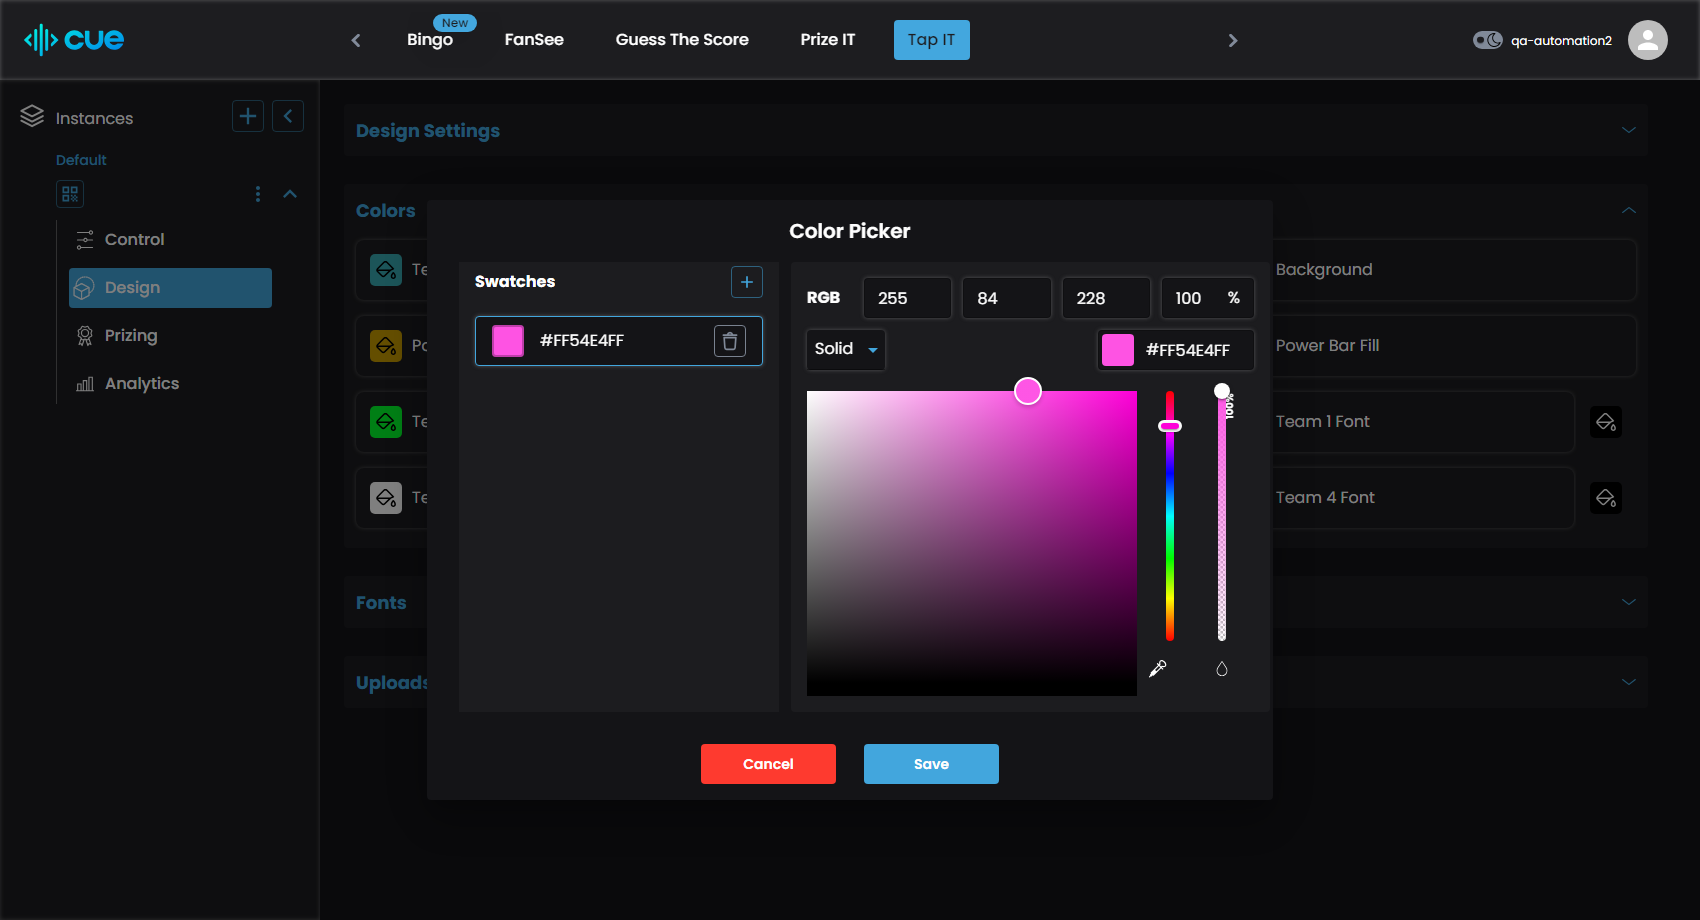 cue
New
Bingo
FanSee
Guess The Score
Prize IT
Tap IT
qa-automation2
Instances
Default
Control
Design
Prizing
Analytics
Design Settings
Colors
Te
Background
Po
Power Bar Fill
Te
Team 1 Font
Te
Team 4 Font
Fonts
Uploads
Color Picker
Swatches
#FF54E4FF
RGB 255 84 228 100 %
Solid
#FF54E4FF
100%
Cancel
Save